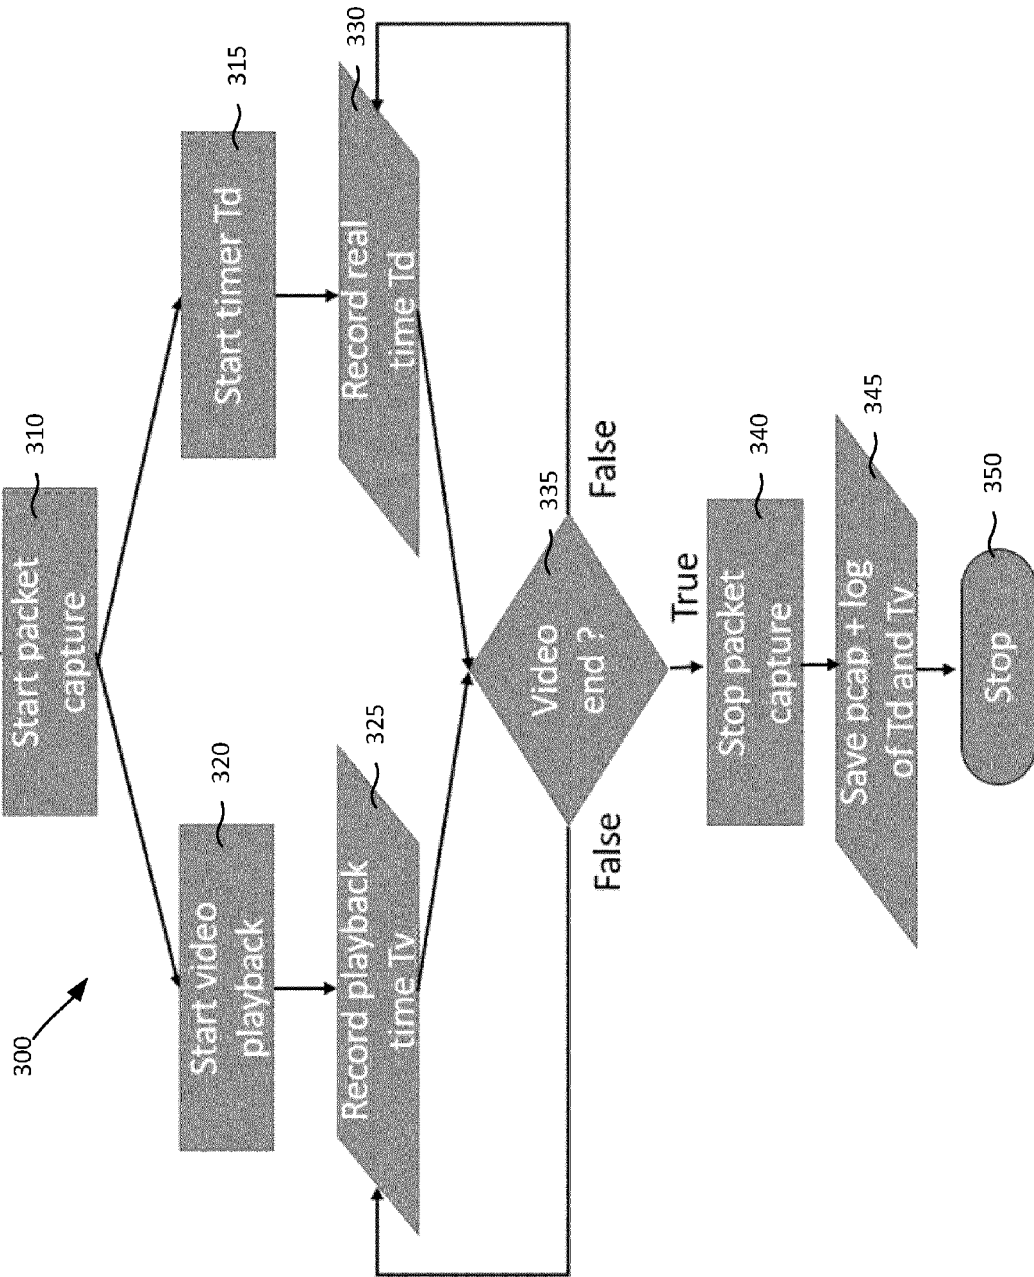 300
Start packet
capture
310
Start video
playback
320
Start timer Td
315
Record playback
time Tv
325
Record real
time Td
330
Video
end ?
335
False
False
True
Stop packet
capture
340
Save pcap + log
of Td and Tv
345
Stop
350